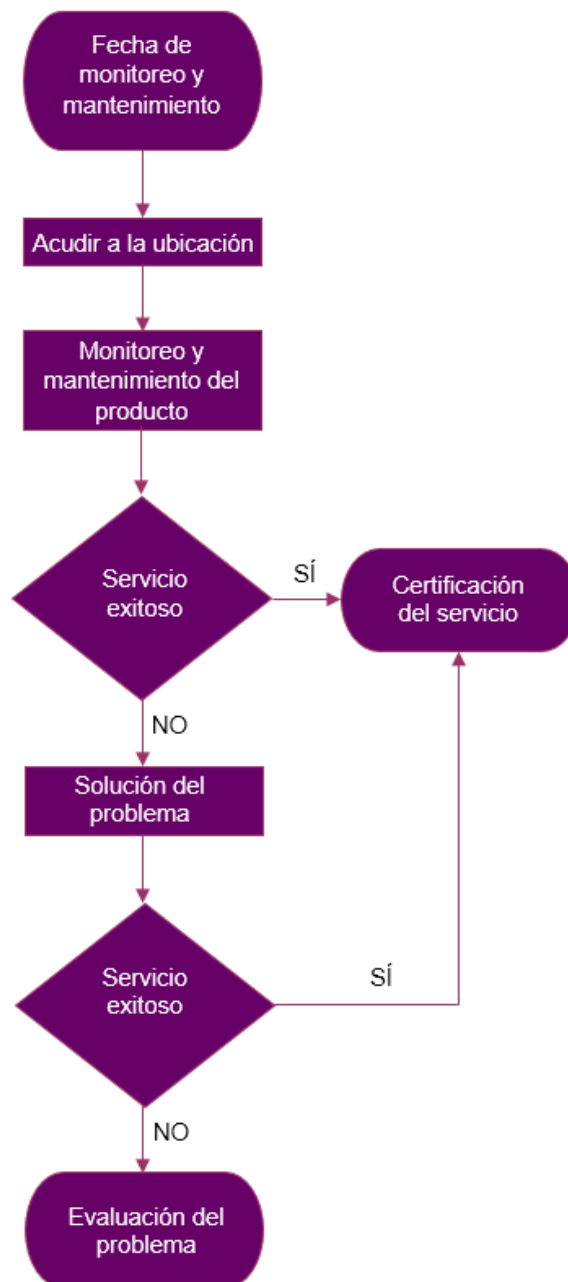 Fecha de
monitoreo y
mantenimiento
Acudir a la ubicación
Monitoreo y
mantenimiento del
producto
Servicio
exitoso
SÍ
Certificación
del servicio
NO
Solución del
problema
Servicio
exitoso
SÍ
NO
Evaluación del
problema